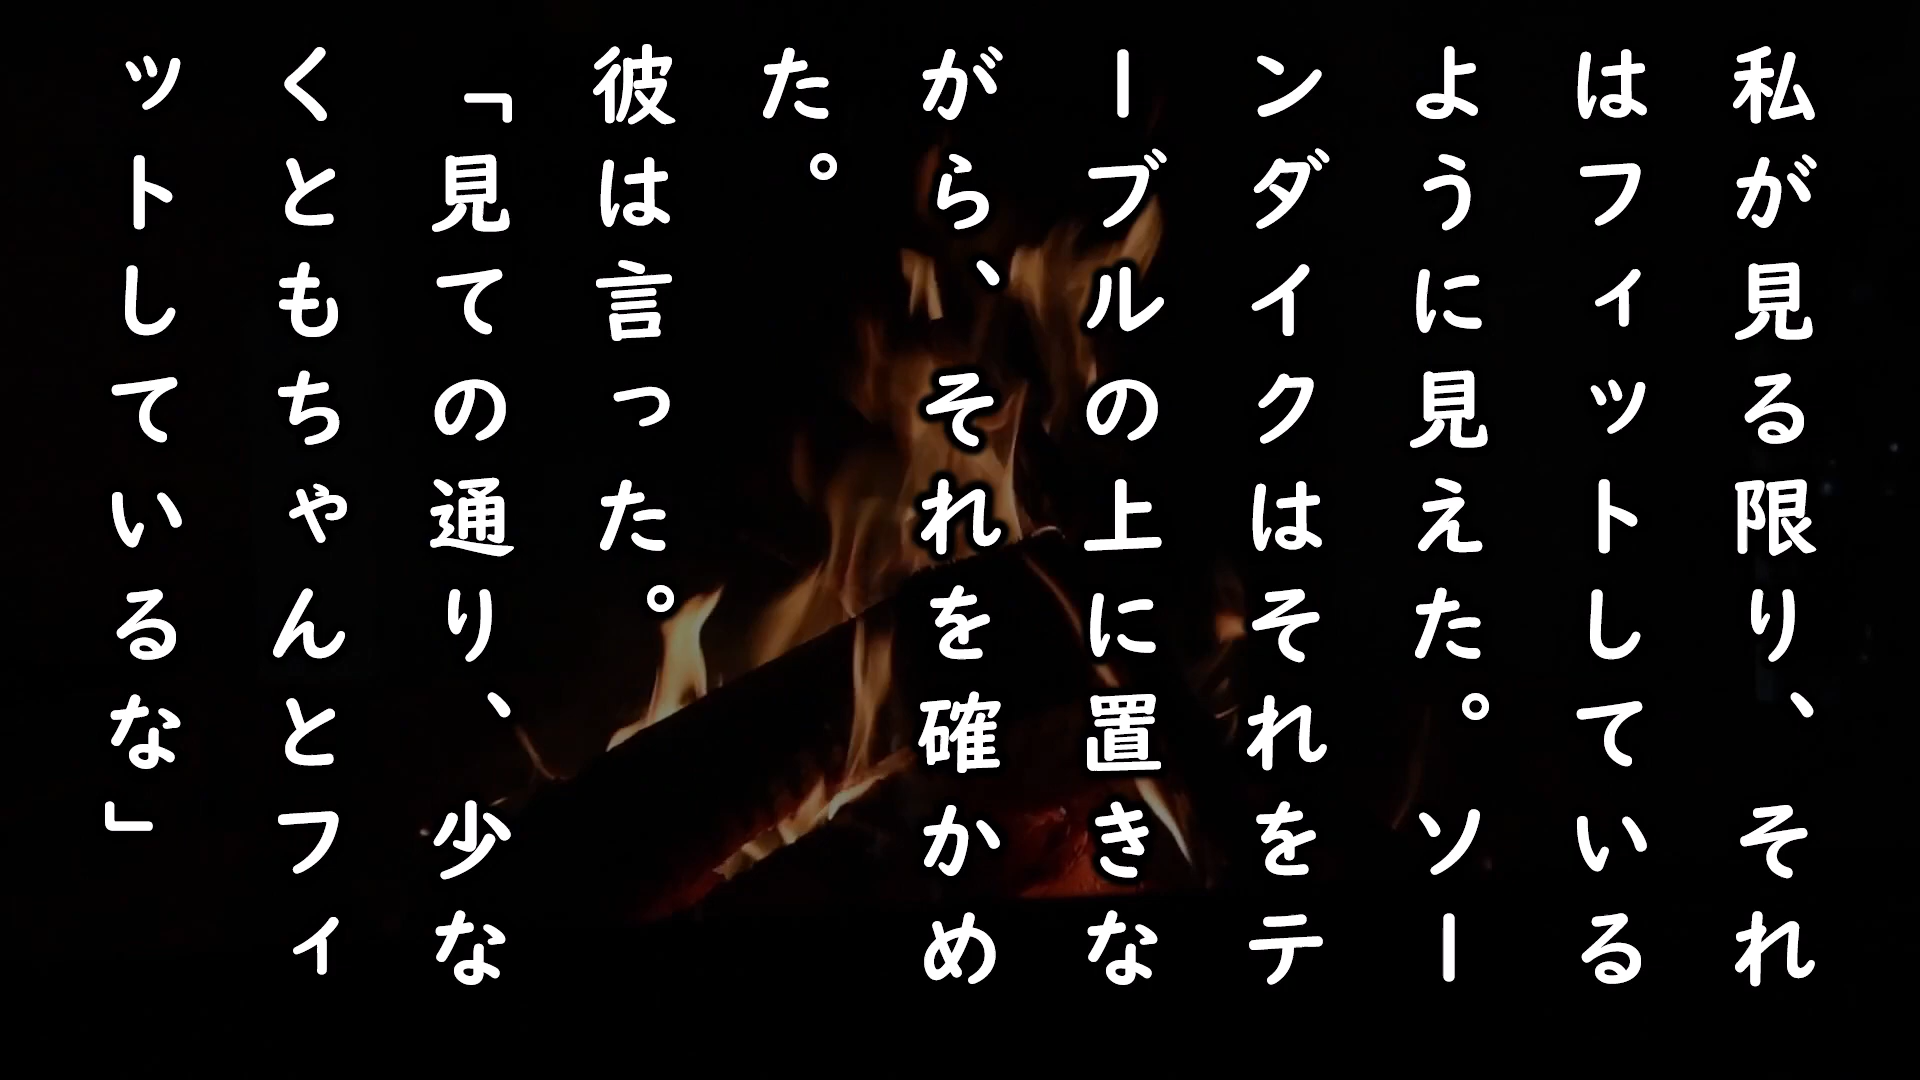 私が見る限り、それ
はフィットしている
ように見えた。ソー
ンダイクはそれをテ
ーブルの上に置きな
がら、それを確かめ
た。
彼は言った。
「見ての通り、少な
くともちゃんとフィ
ットしているな」